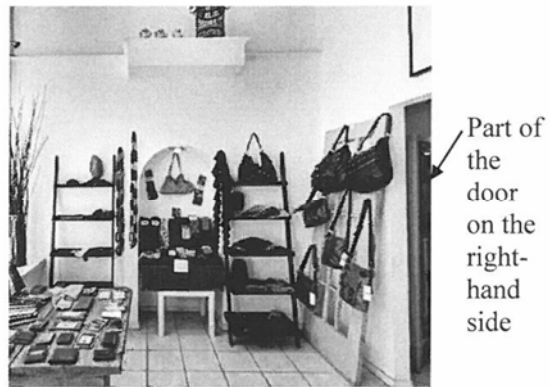 Part of
the
door
on the
right-
hand
side